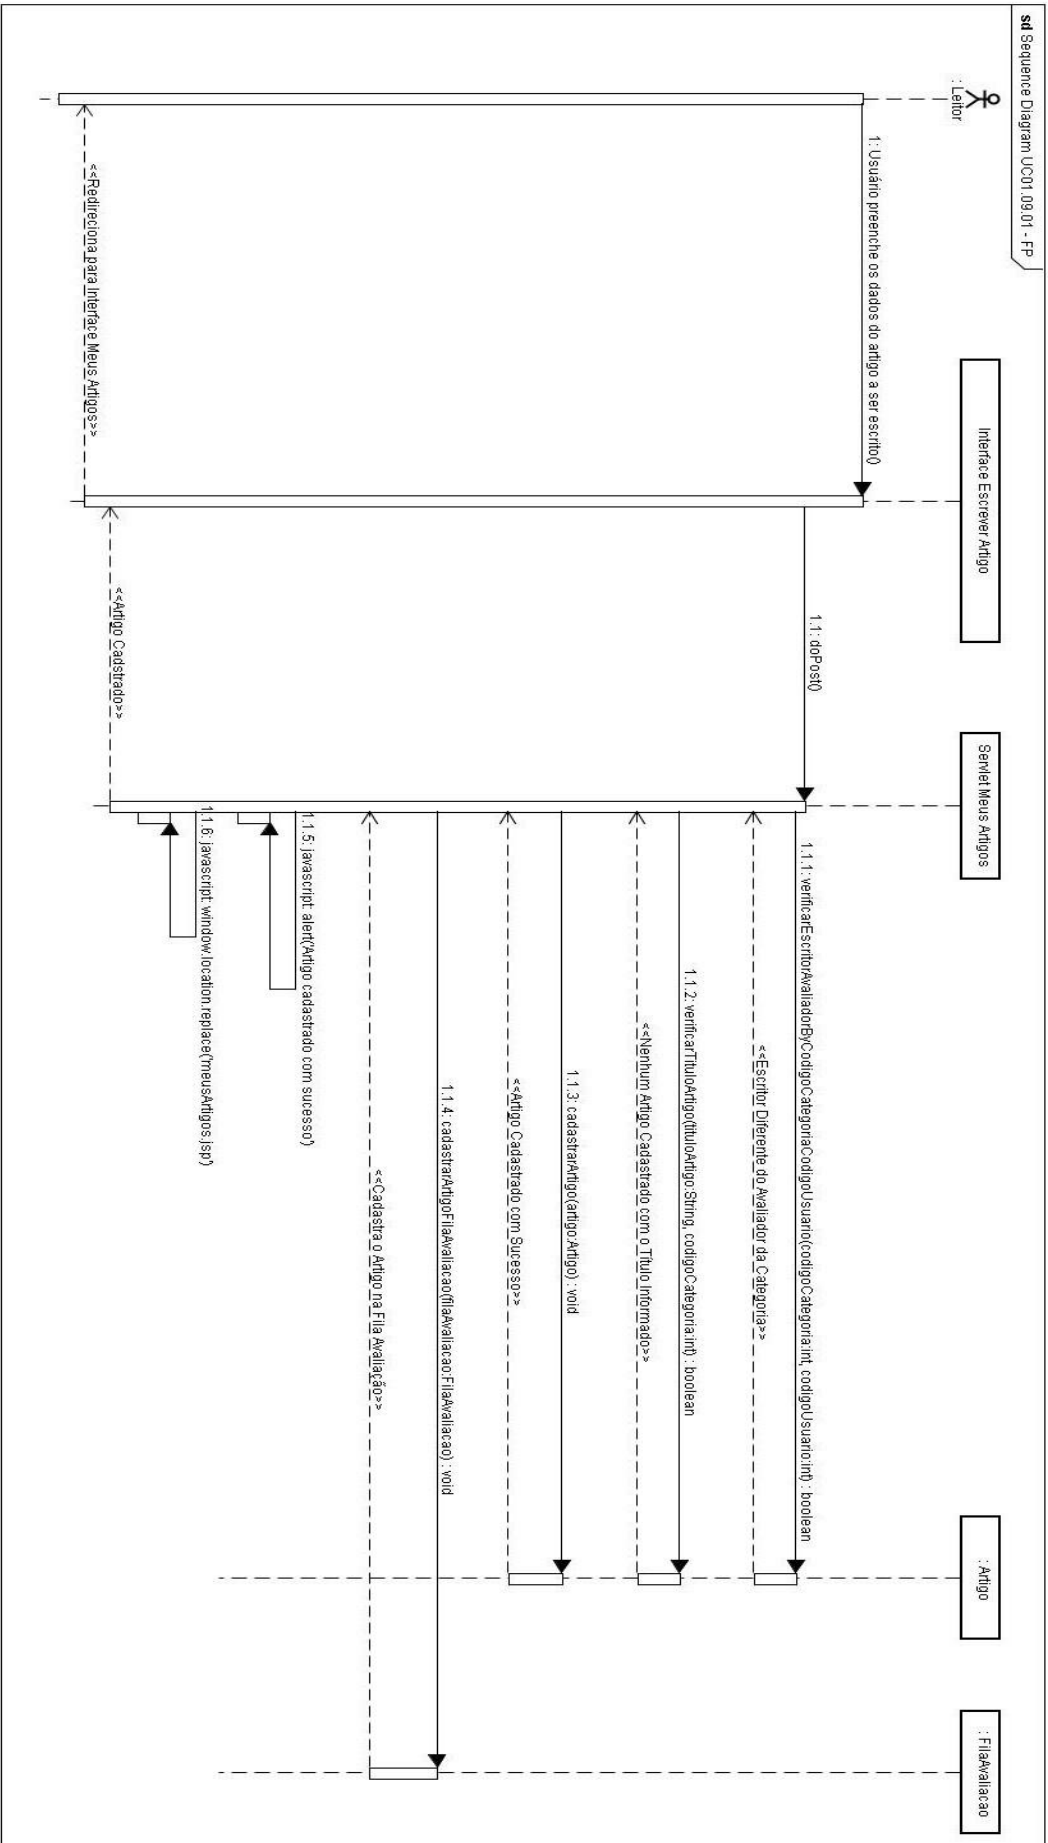 sd Sequence Diagram UC01.09.01 - FP
: Leitor
Interface Escrever Artigo
Servlet Meus Artigos
: Artigo
: FilaAvaliacao
1: Usuário preenche os dados do artigo a ser escrito()
1.1: doPost()
1.1.1: verificarEscritorAvaliadorByCodigoCategoriaCodigoUsuario(codigoCategoria:int, codigoUsuario:int) : boolean
<<Escritor Diferente do Avaliador da Categoria>>
1.1.2: verificarTituloArtigo(tituloArtigo:String, codigoCategoria:int) : boolean
<<Nenhum Artigo Cadastrado com o Título Informado>>
1.1.3: cadastrarArtigo(artigo:Artigo) : void
<<Artigo Cadastrado com Sucesso>>
1.1.4: cadastrarArtigoFilaAvaliacao(filaAvaliacao:FilaAvaliacao) : void
<<Cadastra o Artigo na Fila Avaliação>>
1.1.5: javascript: alert('Artigo cadastrado com sucesso')
1.1.6: javascript: window.location.replace('meusArtigos.jsp')
<<Artigo Cadstrado>>
<<Redireciona para Interface Meus Artigos>>